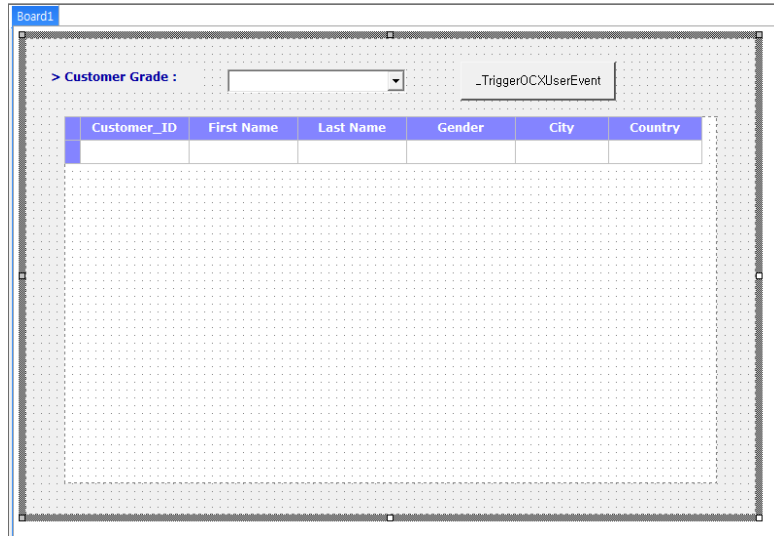 Board1
> Customer Grade :
_TriggerOCXUserEvent
Customer_ID First Name Last Name Gender City Country